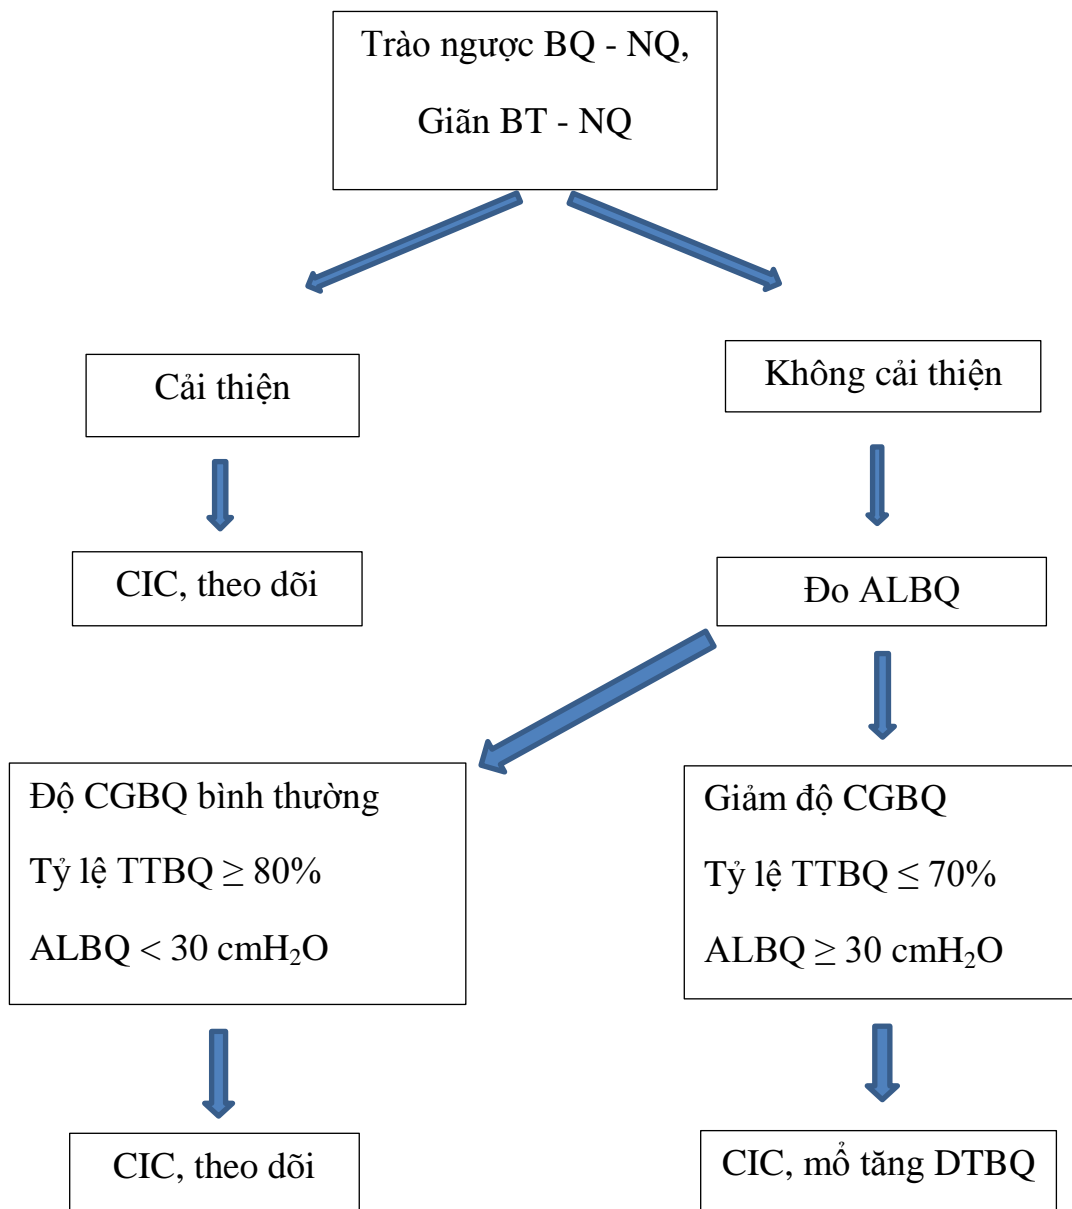 Trào ngược BQ - NQ,
Giãn BT - NQ
Cải thiện
Không cải thiện
CIC, theo dõi
Đo ALBQ
Độ CGBQ bình thường
Tỷ lệ TTBQ ≥ 80%
ALBQ < 30 cmH₂O
Giảm độ CGBQ
Tỷ lệ TTBQ ≤ 70%
ALBQ ≥ 30 cmH₂O
CIC, theo dõi
CIC, mổ tăng DTBQ